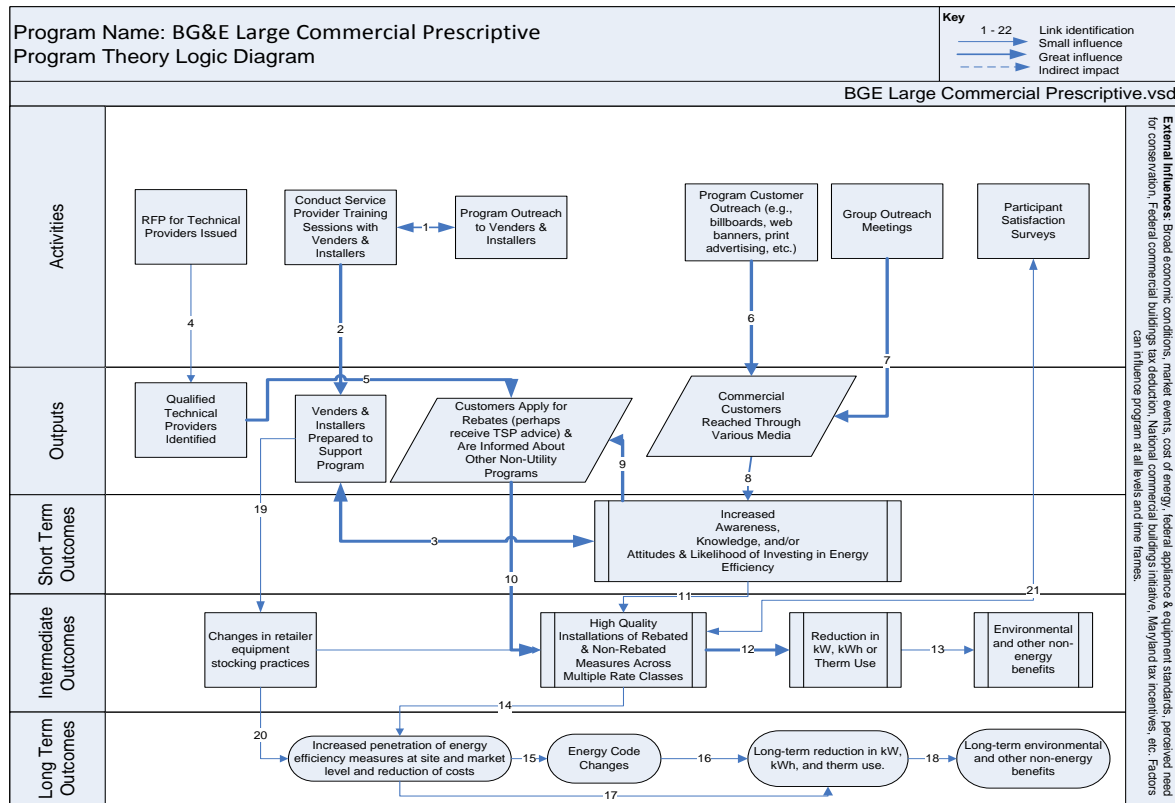 Program Name: BG&E Large Commercial Prescriptive
Program Theory Logic Diagram
Key
1 - 22 Link identification
Small influence
Great influence
Indirect impact
BGE Large Commercial Prescriptive.vsd
Activities
RFP for Technical
Providers Issued
Conduct Service
Provider Training
Sessions with
Venders &
Installers
1
Program Outreach
to Venders &
Installers
Program Customer
Outreach (e.g.,
billboards, web
banners, print
advertising, etc.)
Group Outreach
Meetings
Participant
Satisfaction
Surveys
4
2
6
7
Outputs
5
Qualified
Technical
Providers
Identified
Venders &
Installers
Prepared to
Support
Program
Customers Apply for
Rebates (perhaps
receive TSP advice) &
Are Informed About
Other Non-Utility
Programs
Commercial
Customers
Reached Through
Various Media
9
8
19
Short Term
Outcomes
3
Increased
Awareness,
Knowledge, and/or
Attitudes & Likelihood of Investing in Energy
Efficiency
10
11
21
Intermediate
Outcomes
Changes in retailer
equipment
stocking practices
High Quality
Installations of Rebated
& Non-Rebated
Measures Across
Multiple Rate Classes
12
Reduction in
kW, kWh or
Therm Use
13
Environmental
and other non-
energy
benefits
14
20
Long Term
Outcomes
Increased penetration of energy
efficiency measures at site and market
level and reduction of costs
15
Energy Code
Changes
16
Long-term reduction in kW,
kWh, and therm use.
18
Long-term environmental
and other non-energy
benefits
17
External Influences: Broad economic conditions, market events, cost of energy, federal appliance & equipment standards, perceived need
for conservation, Federal commercial buildings tax deduction, National commercial buildings initiative, Maryland tax incentives, etc. Factors
can influence program at all levels and time frames.